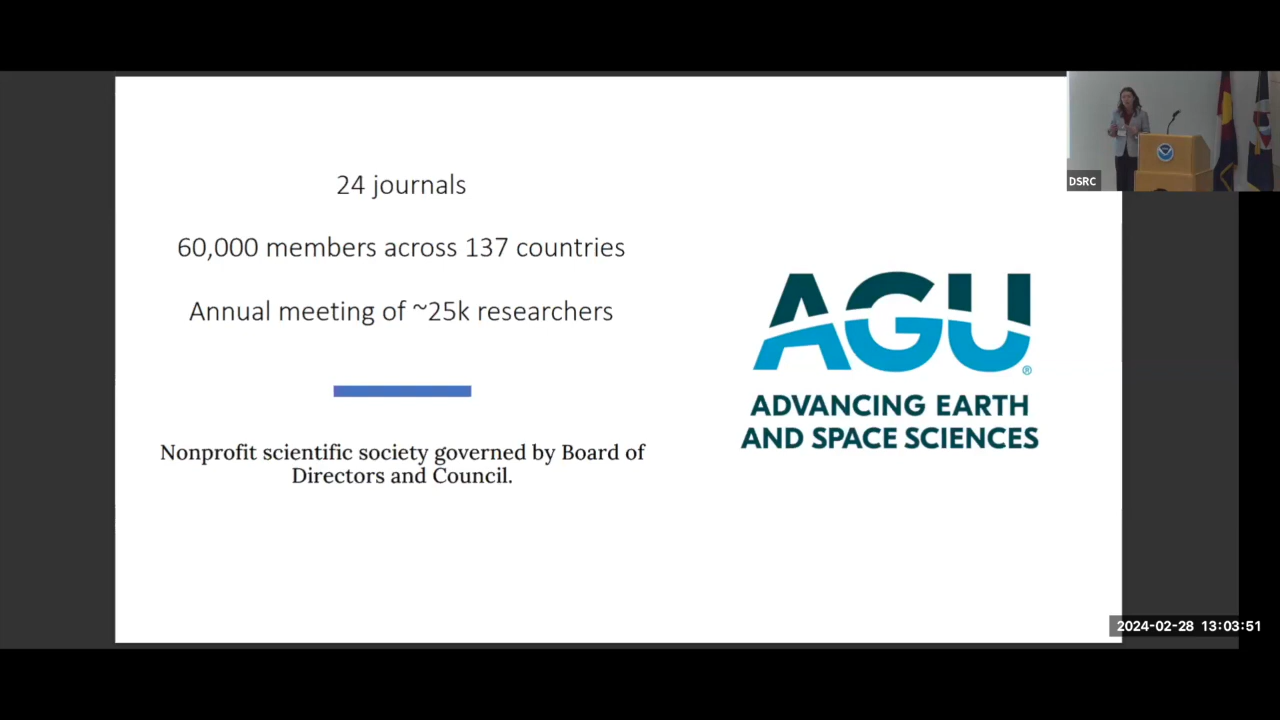 24 journals
60,000 members across 137 countries
Annual meeting of ~25k researchers
Nonprofit scientific society governed by Board of
Directors and Council.
AGU®
ADVANCING EARTH
AND SPACE SCIENCES
DSRC
2024-02-28 13:03:51